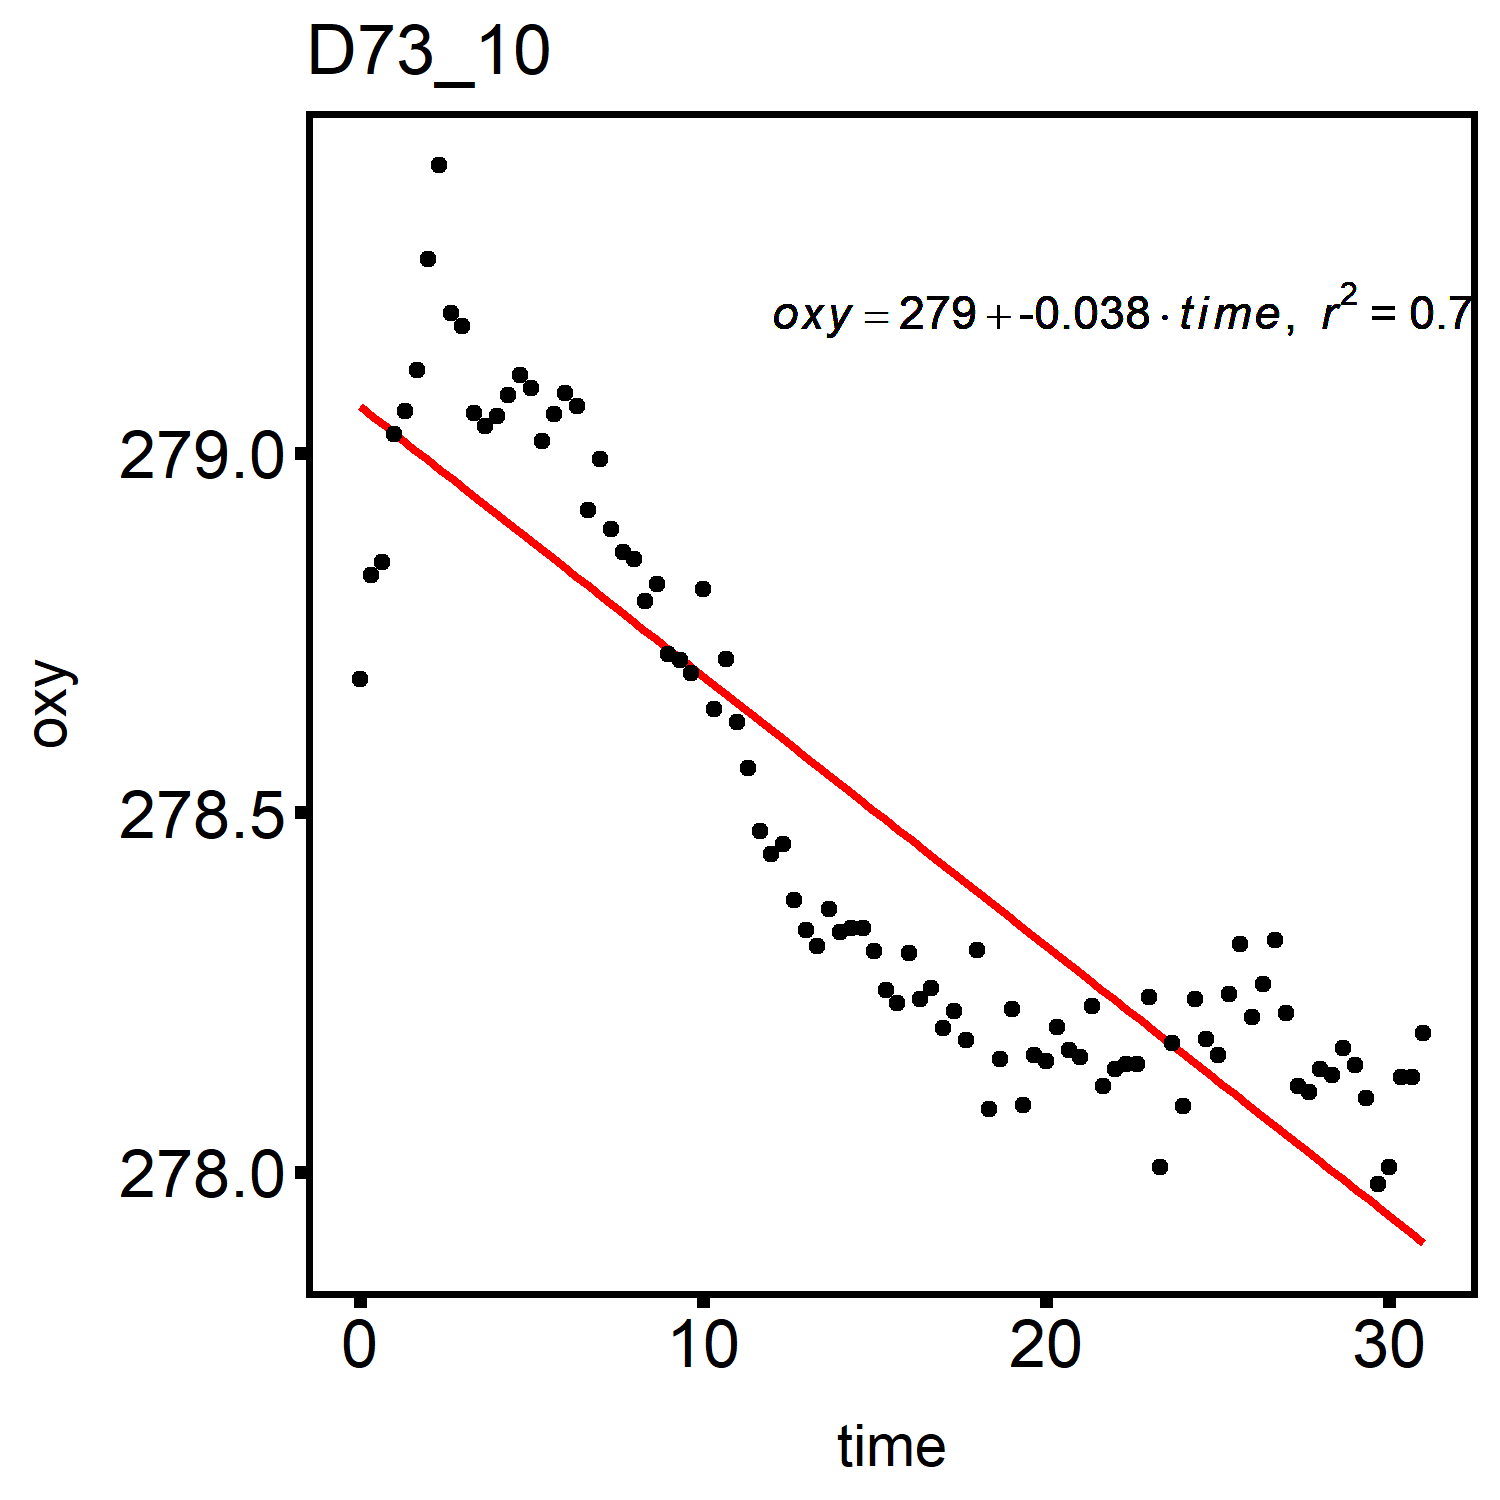 D73_10
oxy = 279 + -0.038 · time, r² = 0.7
279.0
278.5
278.0
oxy
0 10 20 30
time